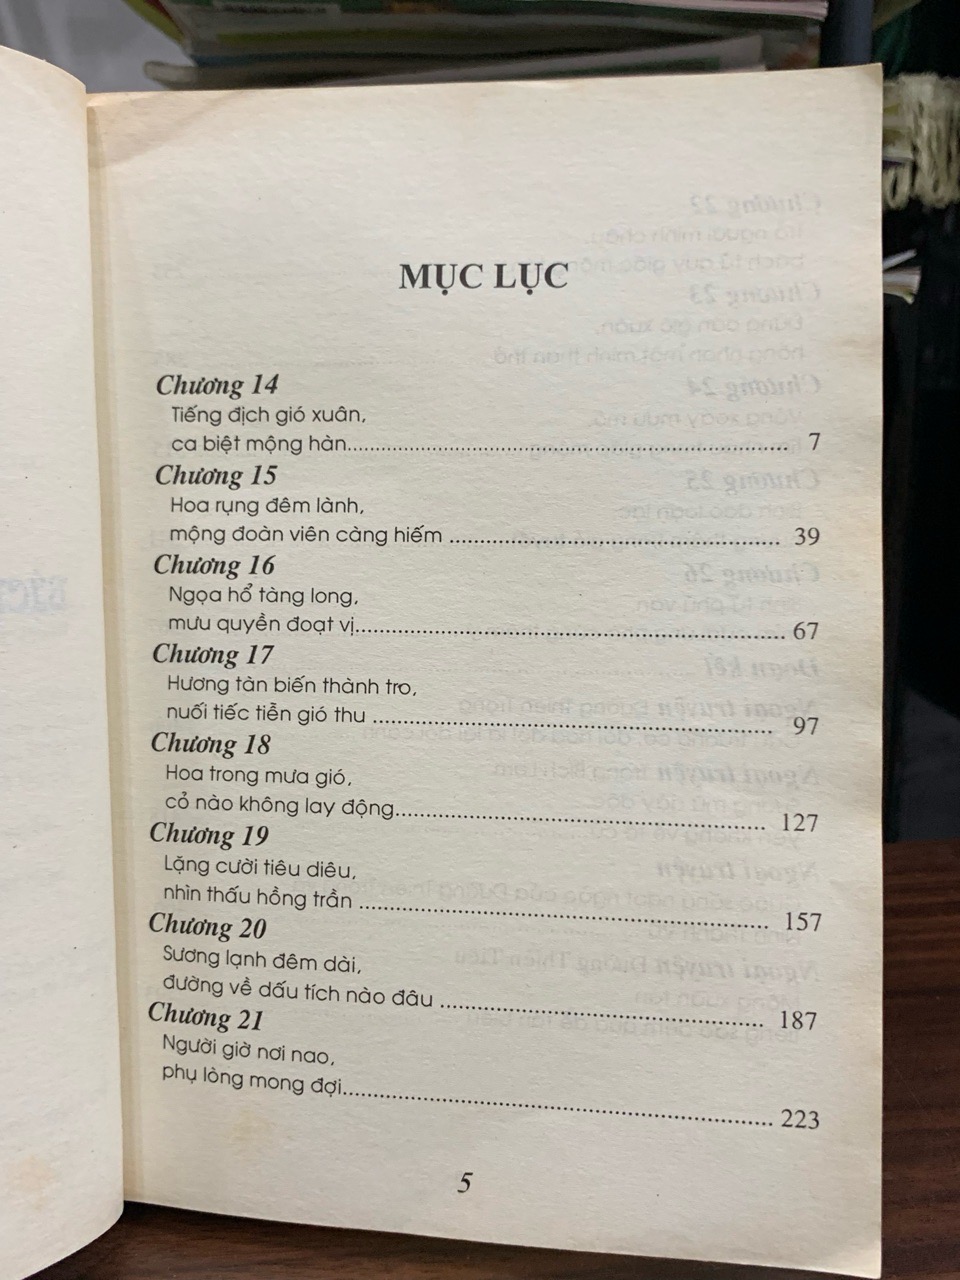 MỤC LỤC
Chương 14
Tiếng địch gió xuân,
ca biệt mộng hàn.......... 7
Chương 15
Hoa rụng đêm lành,
mộng đoàn viên càng hiếm .......... 39
Chương 16
Ngọa hổ tàng long,
mưu quyền đoạt vị.......... 67
Chương 17
Hương tàn biến thành tro,
nuối tiếc tiễn gió thu .......... 97
Chương 18
Hoa trong mưa gió,
cỏ nào không lay động.......... 127
Chương 19
Lặng cười tiêu diêu,
nhìn thấu hồng trần .......... 157
Chương 20
Sương lạnh đêm dài,
đường về dấu tích nào đâu .......... 187
Chương 21
Người giờ nơi nao,
phụ lòng mong đợi.......... 223
5